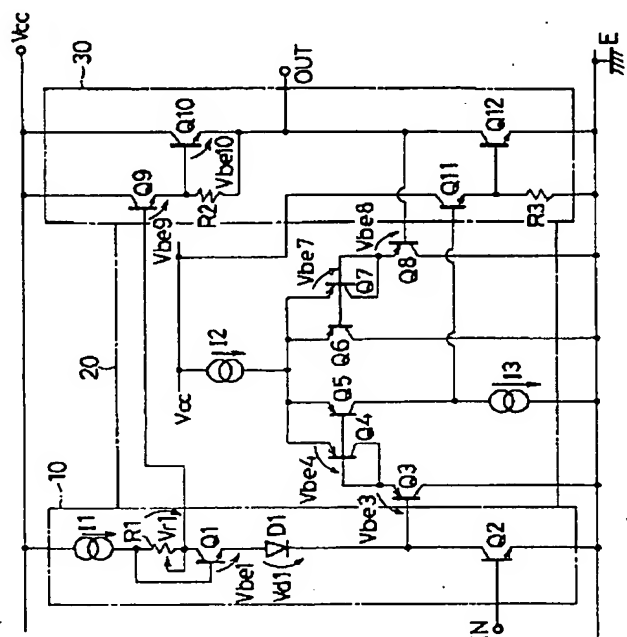 Vcc
30
10
20
I1
R1
Vr1
Q1
Vbe1
D1
Vd1
Q2
IN
Vcc
I2
Vbe4
Q4
Q5
Q3
Vbe3
Q6
Q7
Vbe7
Q8
Vbe8
I3
Q9
Vbe9
R2
Q10
Vbe10
OUT
Q11
Q12
R3
E